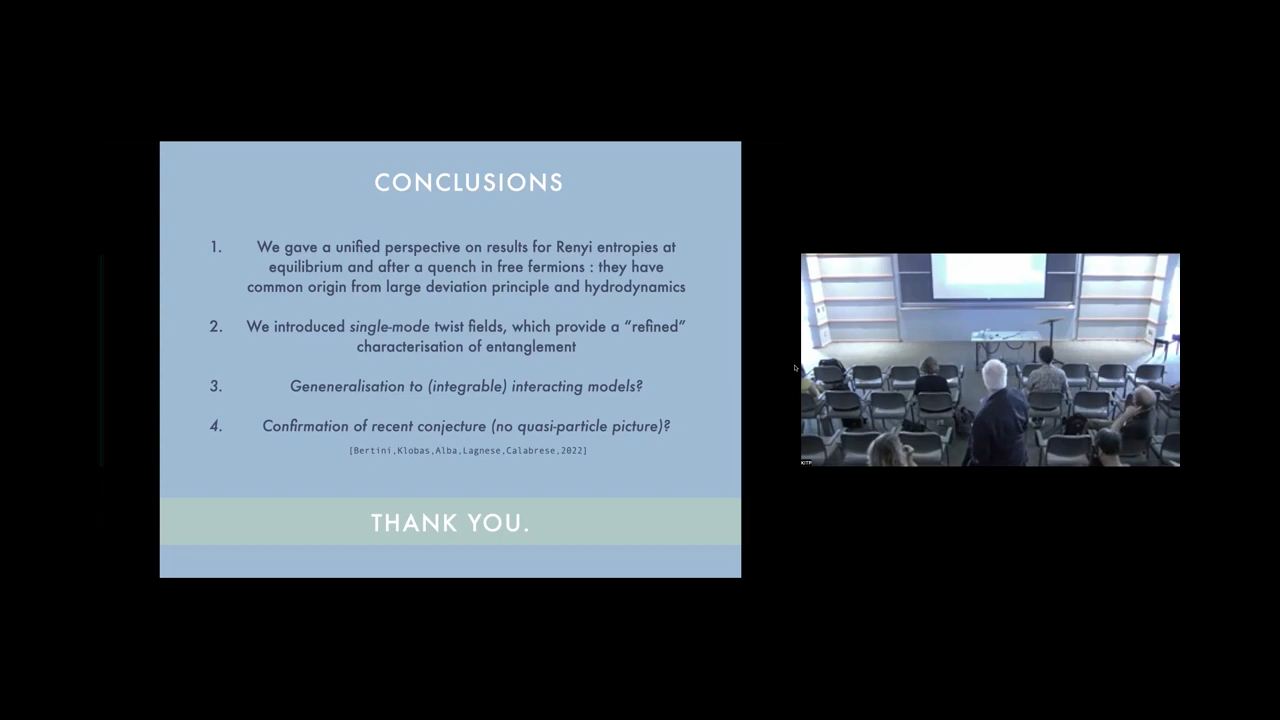 CONCLUSIONS
1. We gave a unified perspective on results for Renyi entropies at
equilibrium and after a quench in free fermions : they have
common origin from large deviation principle and hydrodynamics
2. We introduced single-mode twist fields, which provide a “refined”
characterisation of entanglement
3. Geneneralisation to (integrable) interacting models?
4. Confirmation of recent conjecture (no quasi-particle picture)?
[Bertini,Klobas,Alba,Lagnese,Calabrese,2022]
THANK YOU.
KITP